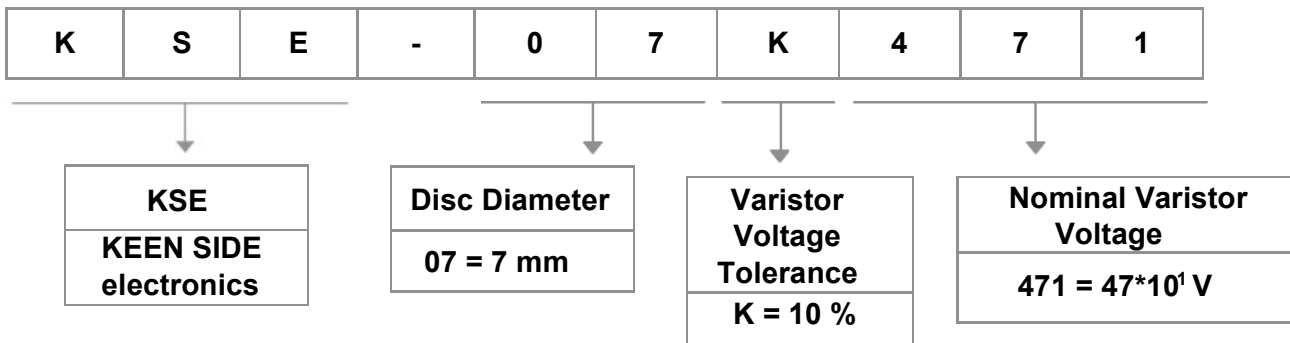 K S E - 0 7 K 4 7 1
KSE
KEEN SIDE
electronics
Disc Diameter
07 = 7 mm
Varistor
Voltage
Tolerance
K = 10 %
Nominal Varistor
Voltage
471 = 47*10¹ V